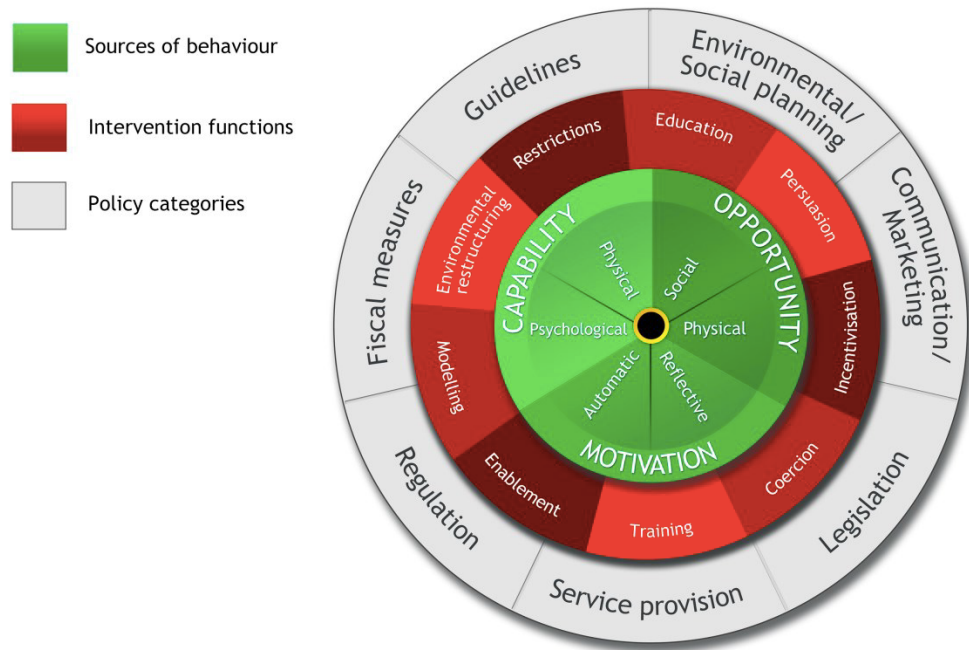 Sources of behaviour
Intervention functions
Policy categories
Guidelines
Environmental/
Social planning
Communication/
Marketing
Legislation
Service provision
Regulation
Fiscal measures
Restrictions
Education
Persuasion
Incentivisation
Coercion
Training
Enablement
Modelling
Environmental
restructuring
CAPABILITY
OPPORTUNITY
MOTIVATION
Physical
Social
Psychological
Physical
Automatic
Reflective